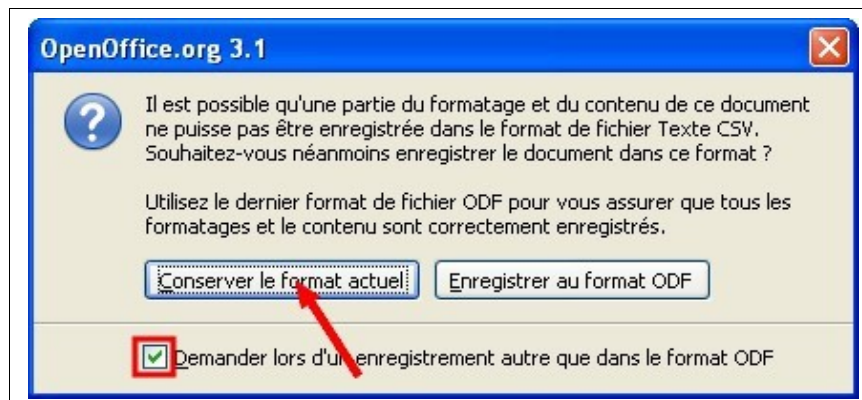 OpenOffice.org 3.1
Il est possible qu'une partie du formatage et du contenu de ce document
ne puisse pas être enregistrée dans le format de fichier Texte CSV.
Souhaitez-vous néanmoins enregistrer le document dans ce format ?
Utilisez le dernier format de fichier ODF pour vous assurer que tous les
formatages et le contenu sont correctement enregistrés.
Conserver le format actuel
Enregistrer au format ODF
Demander lors d'un enregistrement autre que dans le format ODF